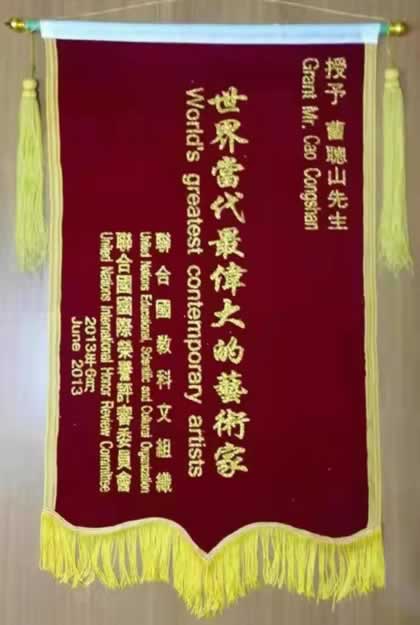 授予 曹聰山先生
Grant Mr. Cao Congshan
世界當代最偉大的藝術家
World's greatest contemporary artists
聯合國教科文組織
United Nations Educational, Scientific and Cultural Organization
聯合國國際榮譽評審委員會
United Nations International Honor Review Committee
2013年6月
June 2013